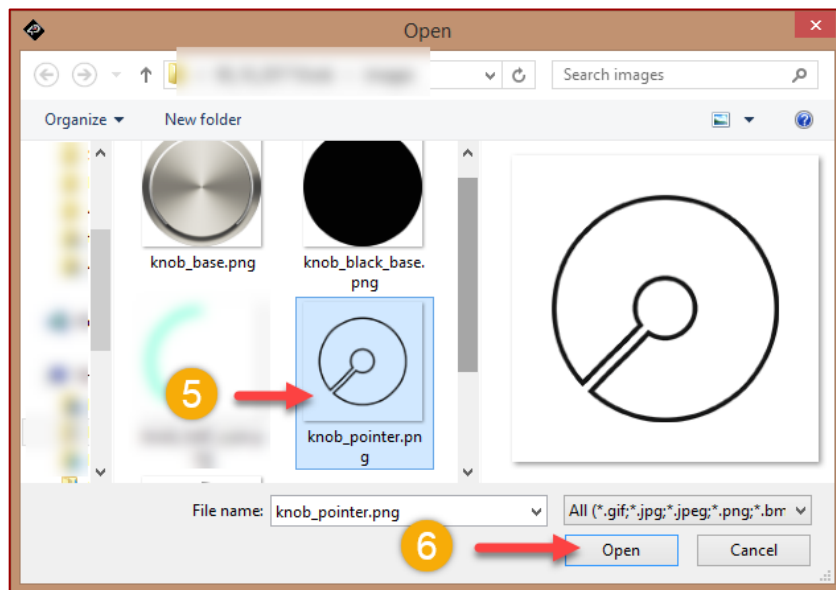 Open
Search images
Organize
New folder
knob_base.png
knob_black_base.
png
5
knob_pointer.pn
g
File name:
knob_pointer.png
All (*.gif;*.jpg;*.jpeg;*.png;*.bm
6
Open
Cancel